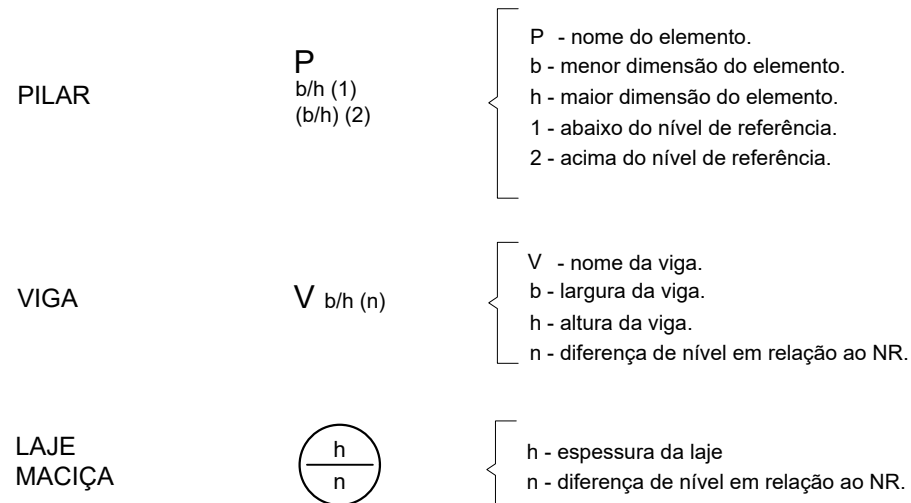 PILAR
P
b/h (1)
(b/h) (2)
P - nome do elemento.
b - menor dimensão do elemento.
h - maior dimensão do elemento.
1 - abaixo do nível de referência.
2 - acima do nível de referência.
VIGA
V b/h (n)
V - nome da viga.
b - largura da viga.
h - altura da viga.
n - diferença de nível em relação ao NR.
LAJE
MACIÇA
h
n
h - espessura da laje
n - diferença de nível em relação ao NR.